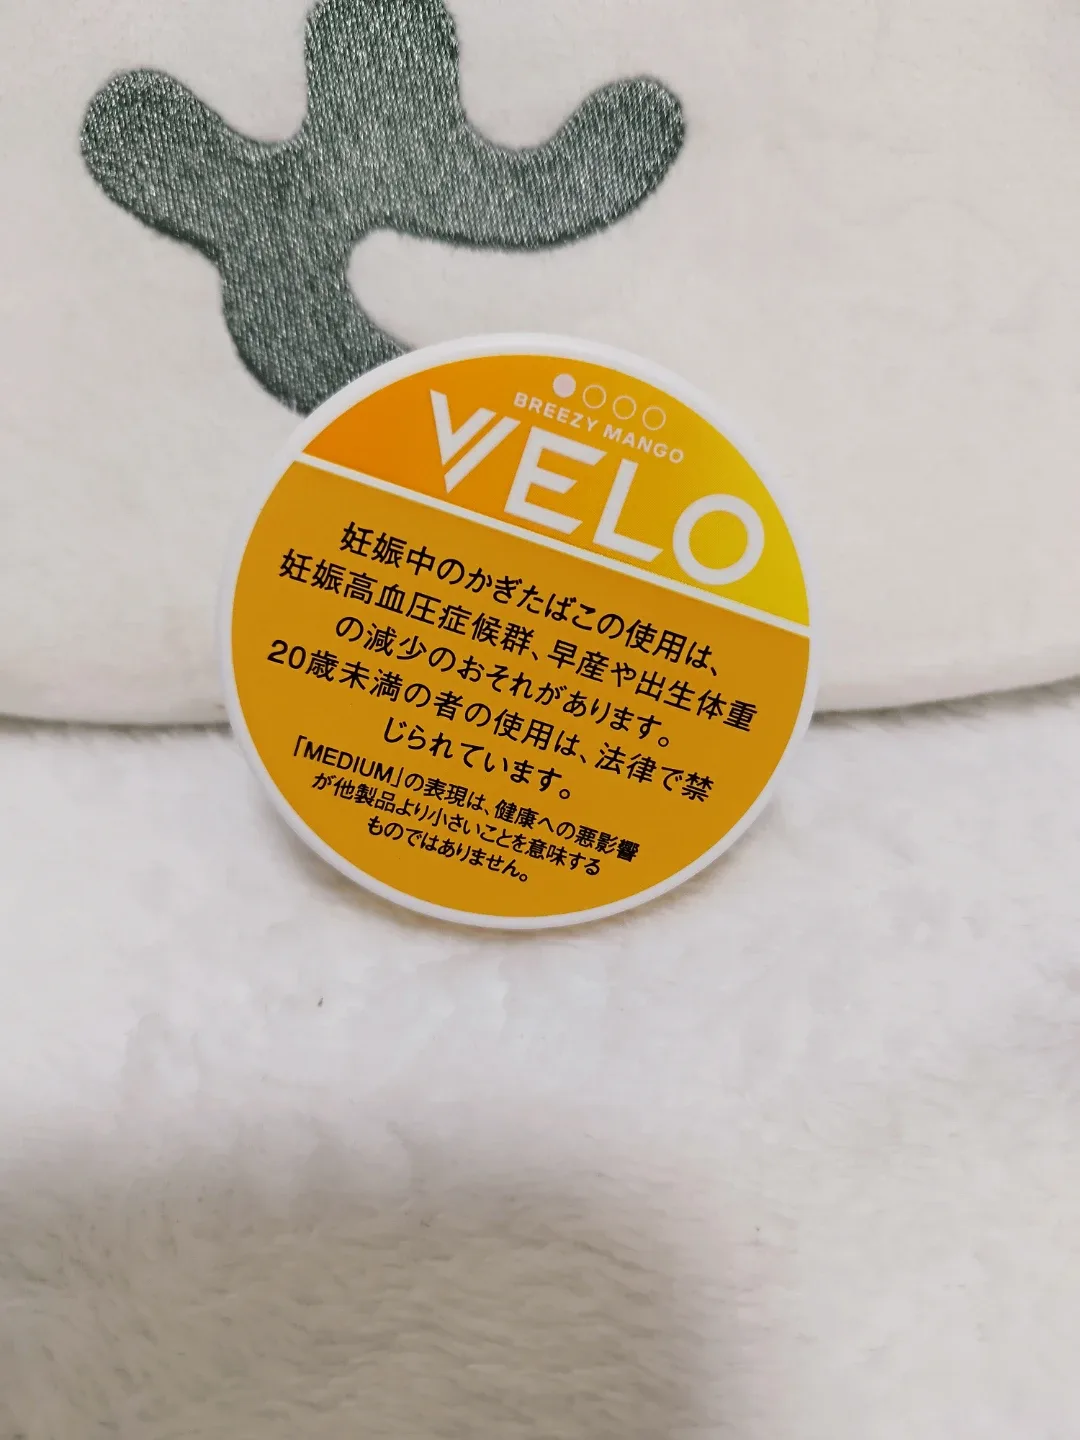 BREEZY MANGO
VELO
妊娠中のかぎたばこの使用は、
妊娠高血圧症候群、早産や出生体重
の減少のおそれがあります。
20歳未満の者の使用は、法律で禁
じられています。
「MEDIUM」の表現は、健康への悪影響
が他製品より小さいことを意味する
ものではありません。